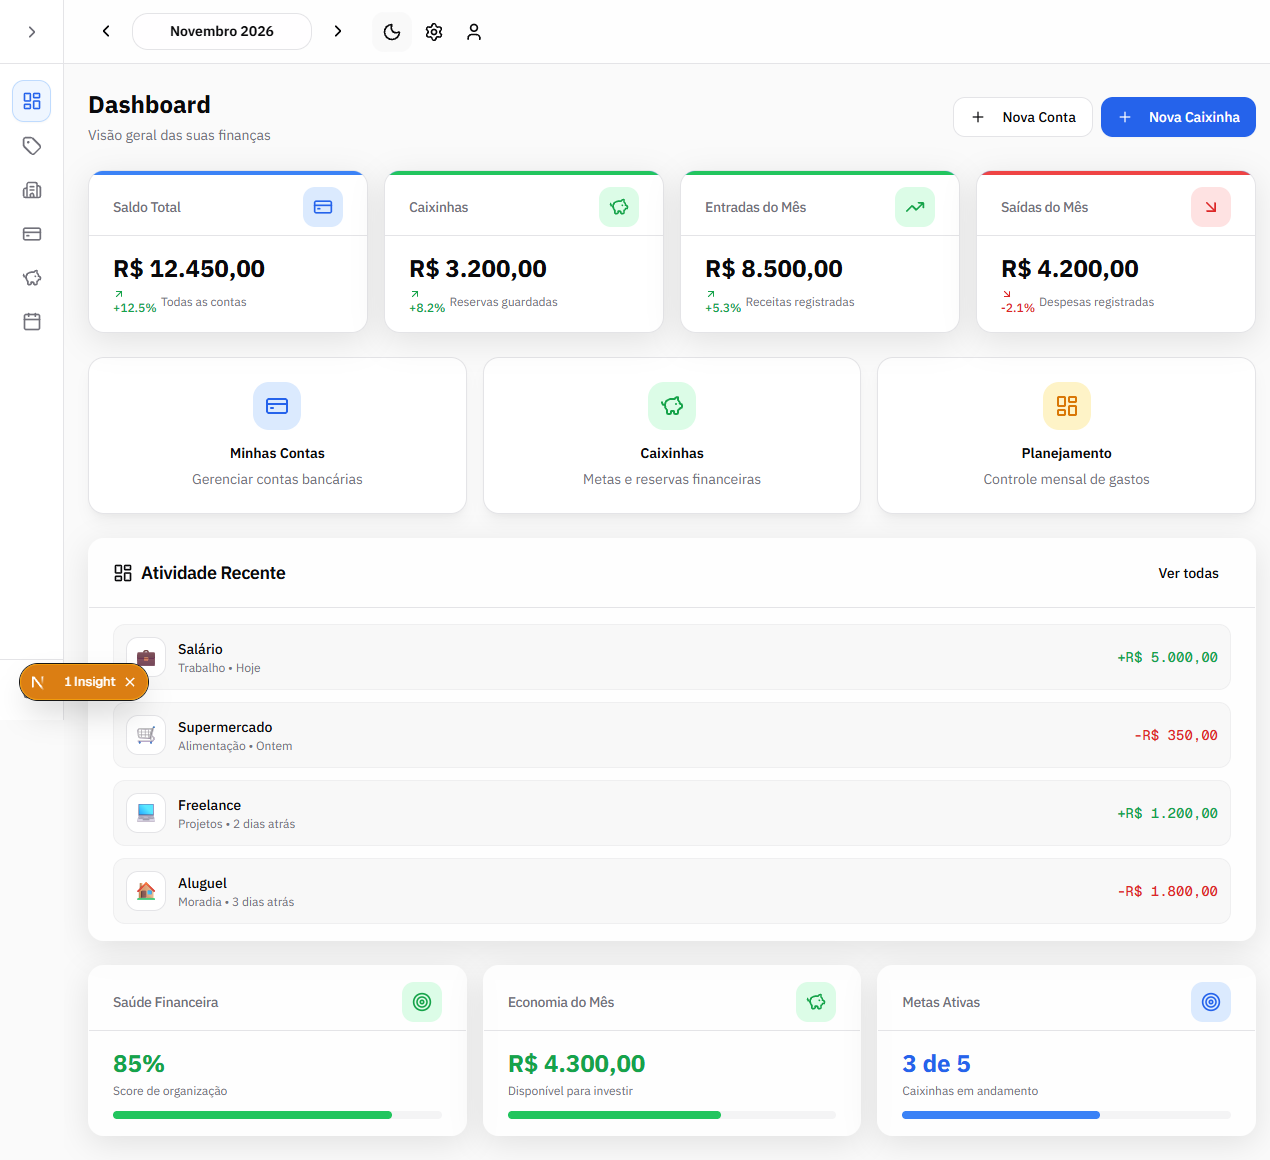 Novembro 2026
Dashboard
Visão geral das suas finanças
Nova Conta
Nova Caixinha
Saldo Total
R$ 12.450,00
+12.5% Todas as contas
Caixinhas
R$ 3.200,00
+8.2% Reservas guardadas
Entradas do Mês
R$ 8.500,00
+5.3% Receitas registradas
Saídas do Mês
R$ 4.200,00
-2.1% Despesas registradas
Minhas Contas
Gerenciar contas bancárias
Caixinhas
Metas e reservas financeiras
Planejamento
Controle mensal de gastos
Atividade Recente
Ver todas
Salário
Trabalho • Hoje
+R$ 5.000,00
1 Insight
Supermercado
Alimentação • Ontem
-R$ 350,00
Freelance
Projetos • 2 dias atrás
+R$ 1.200,00
Aluguel
Moradia • 3 dias atrás
-R$ 1.800,00
Saúde Financeira
85%
Score de organização
Economia do Mês
R$ 4.300,00
Disponível para investir
Metas Ativas
3 de 5
Caixinhas em andamento